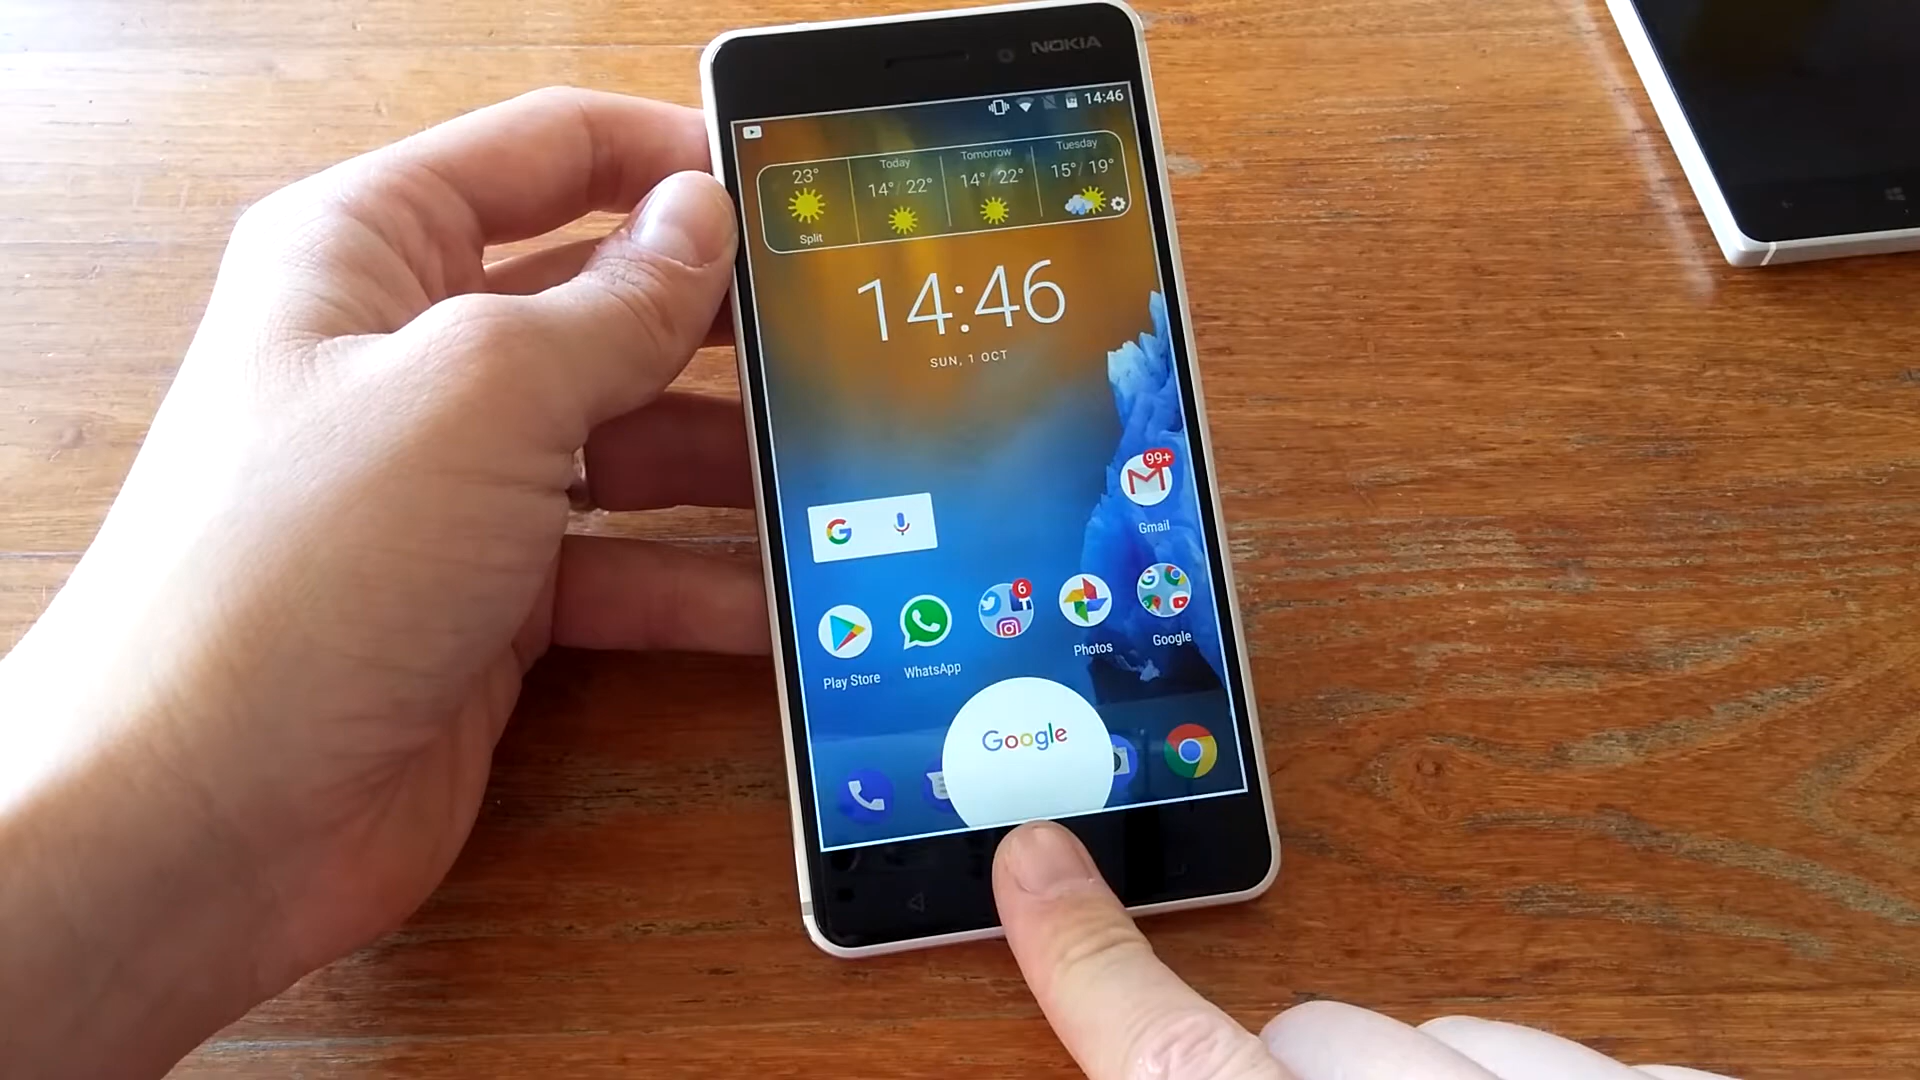 NOKIA
14:46
23°
Split
Today
14° / 22°
Tomorrow
14° / 22°
Tuesday
15° / 19°
14:46
SUN, 1 OCT
99+
Gmail
G
6
Play Store
WhatsApp
Photos
Google
Google